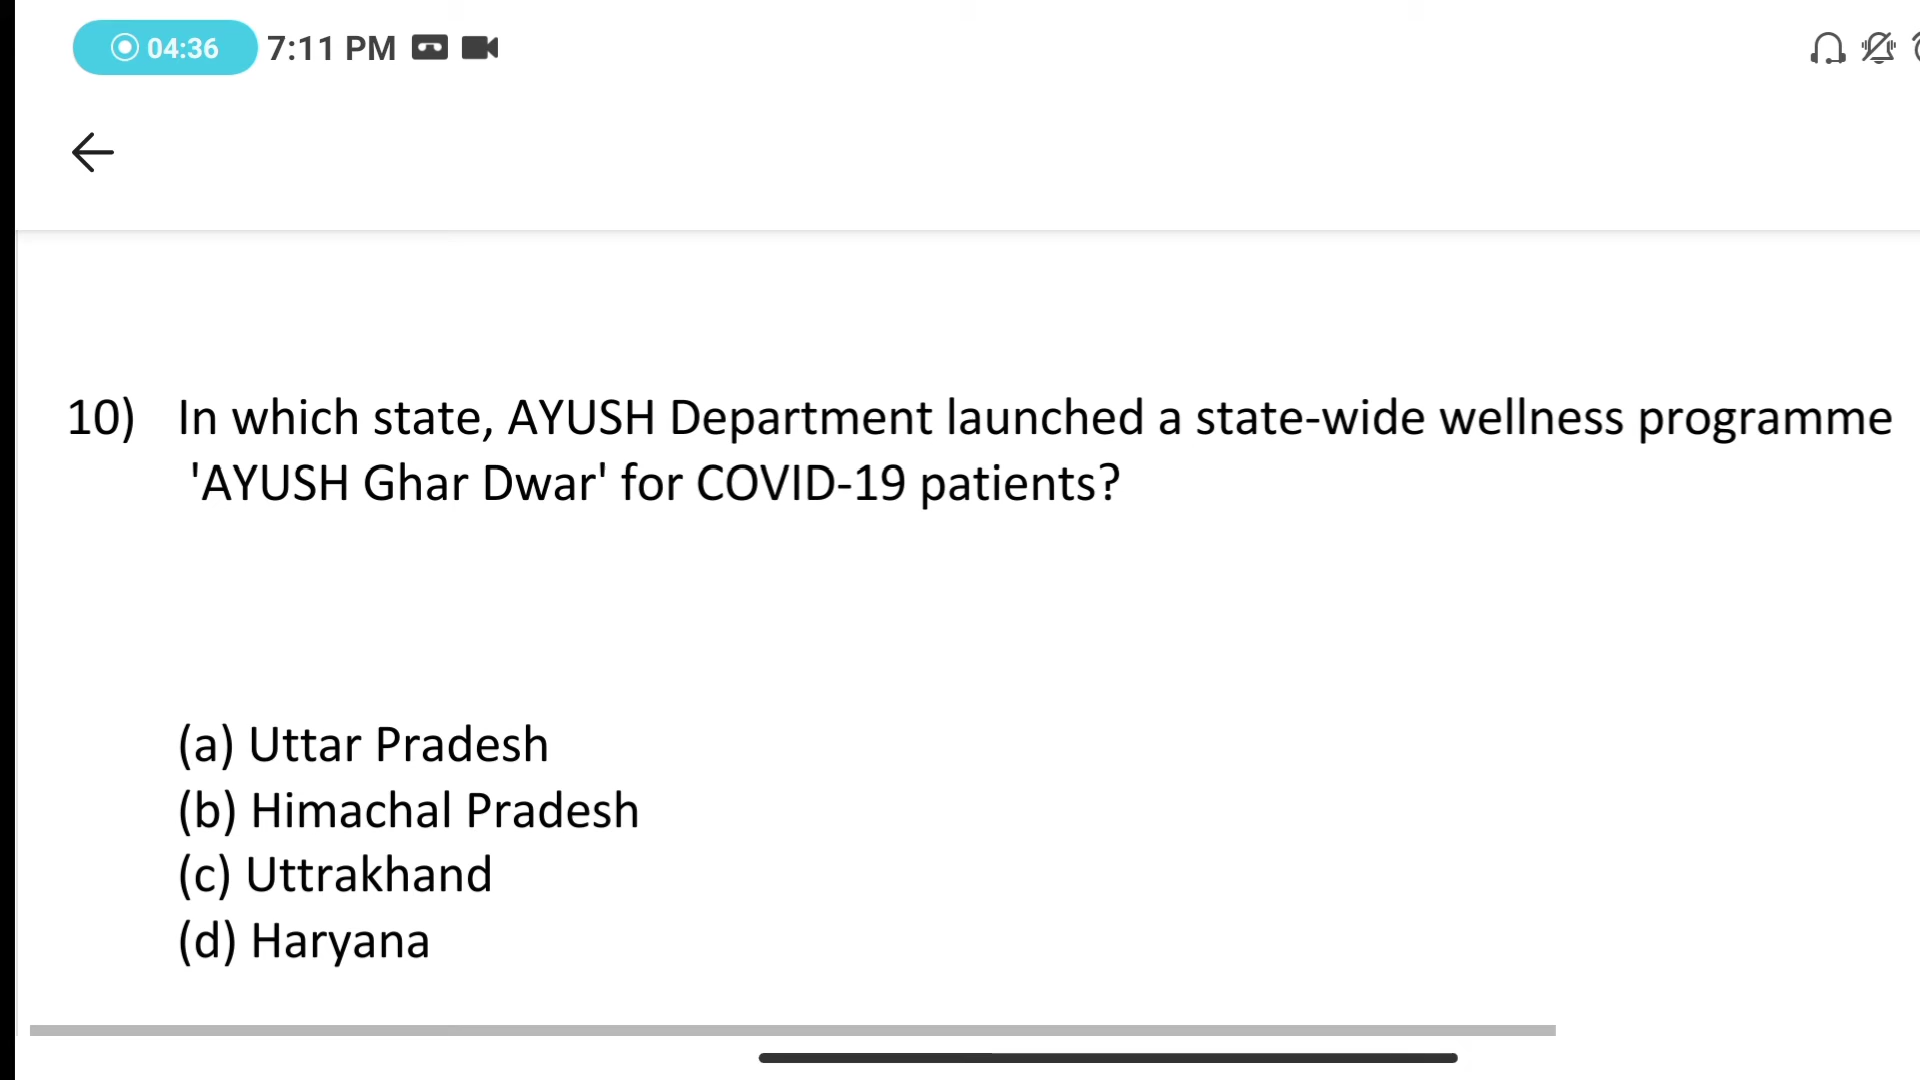 04:36 7:11 PM
10) In which state, AYUSH Department launched a state-wide wellness programme
'AYUSH Ghar Dwar' for COVID-19 patients?
(a) Uttar Pradesh
(b) Himachal Pradesh
(c) Uttrakhand
(d) Haryana